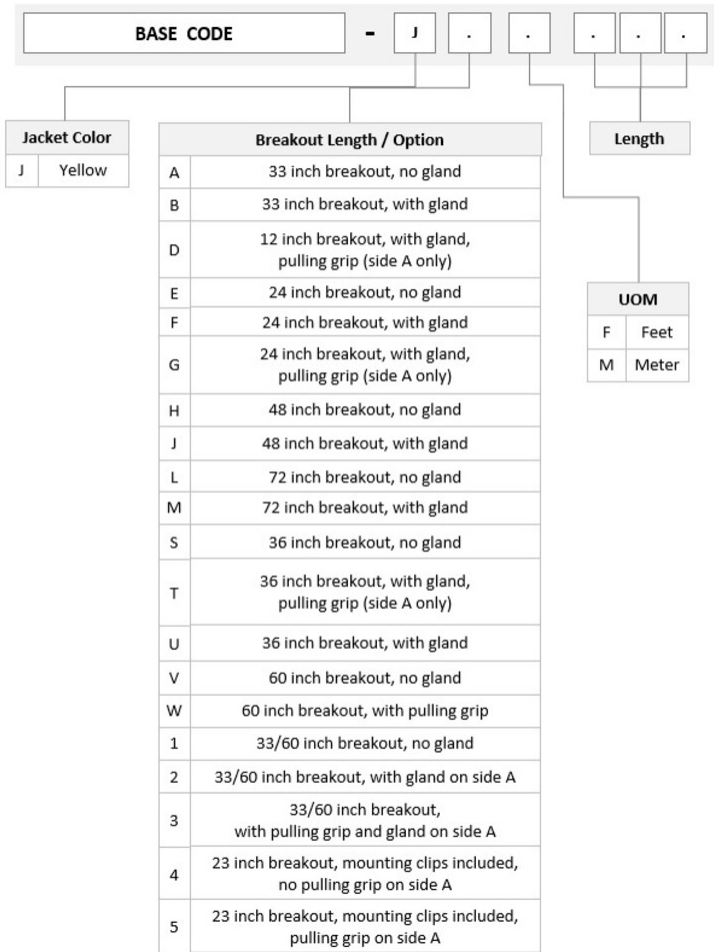 BASE CODE - J . . . . .
Jacket Color
J Yellow
Breakout Length / Option
A 33 inch breakout, no gland
B 33 inch breakout, with gland
D 12 inch breakout, with gland,
pulling grip (side A only)
E 24 inch breakout, no gland
F 24 inch breakout, with gland
G 24 inch breakout, with gland,
pulling grip (side A only)
H 48 inch breakout, no gland
J 48 inch breakout, with gland
L 72 inch breakout, no gland
M 72 inch breakout, with gland
S 36 inch breakout, no gland
T 36 inch breakout, with gland,
pulling grip (side A only)
U 36 inch breakout, with gland
V 60 inch breakout, no gland
W 60 inch breakout, with pulling grip
1 33/60 inch breakout, no gland
2 33/60 inch breakout, with gland on side A
3 33/60 inch breakout,
with pulling grip and gland on side A
4 23 inch breakout, mounting clips included,
no pulling grip on side A
5 23 inch breakout, mounting clips included,
pulling grip on side A
Length
UOM
F Feet
M Meter